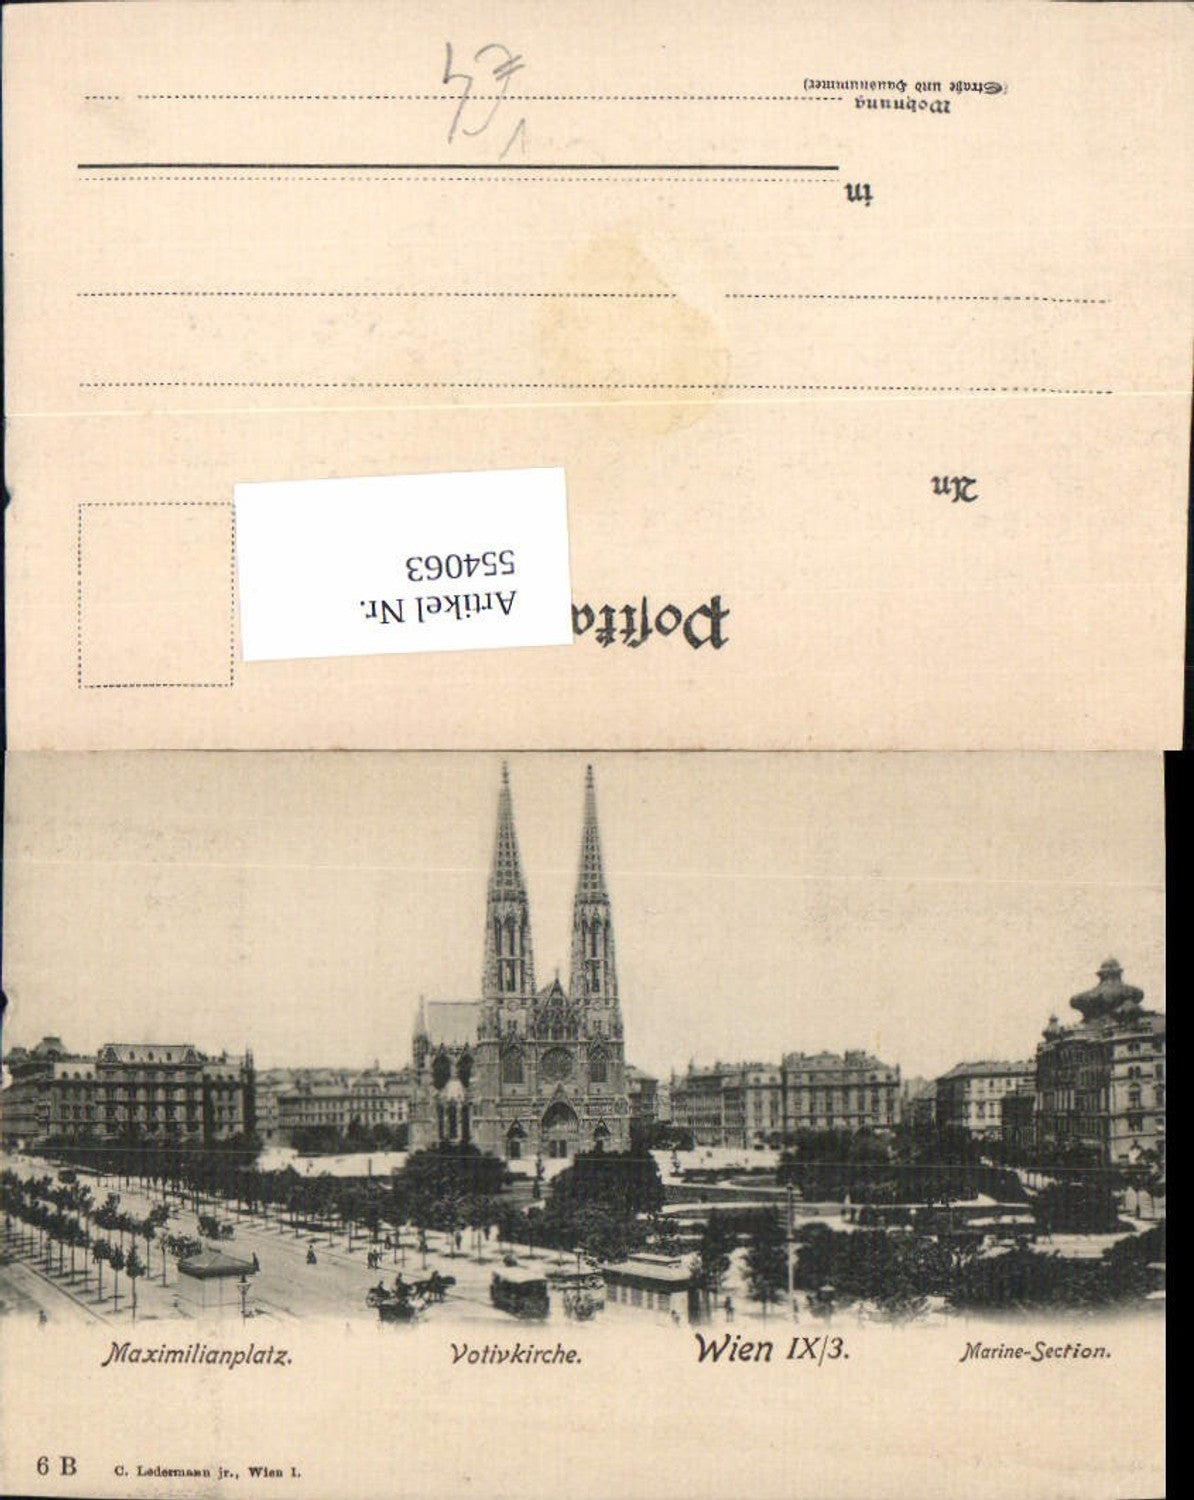 Postka
Artikel Nr.
554063
An
in
Wohnung
(Straße und Hausnummer)
Maximilianplatz. Votivkirche. Wien IX/3. Marine-Section.
6 B C. Ledermann jr., Wien I.